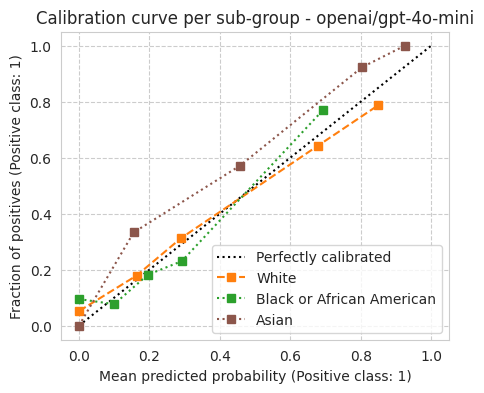 Calibration curve per sub-group - openai/gpt-4o-mini
Fraction of positives (Positive class: 1)
1.0
0.8
0.6
0.4
0.2
0.0
Perfectly calibrated
White
Black or African American
Asian
0.0 0.2 0.4 0.6 0.8 1.0
Mean predicted probability (Positive class: 1)